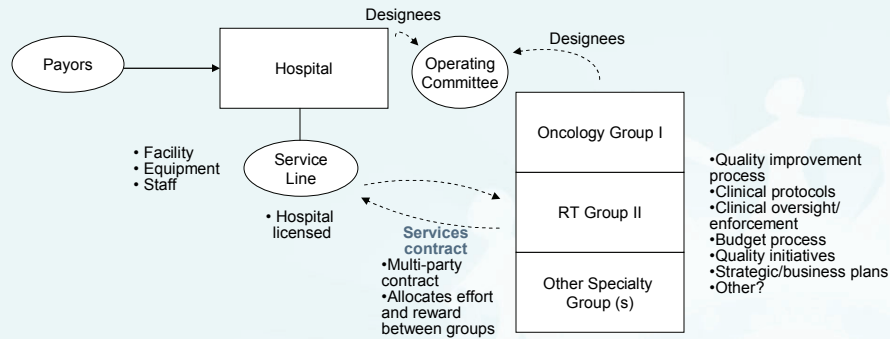 Designees
Designees
Payors
Hospital
Operating
Committee
Oncology Group I
• Facility
• Equipment
• Staff
Service
Line
• Hospital
licensed
RT Group II
•Quality improvement
process
•Clinical protocols
•Clinical oversight/
enforcement
•Budget process
•Quality initiatives
•Strategic/business plans
•Other?
Services
contract
•Multi-party
contract
•Allocates effort
and reward
between groups
Other Specialty
Group (s)